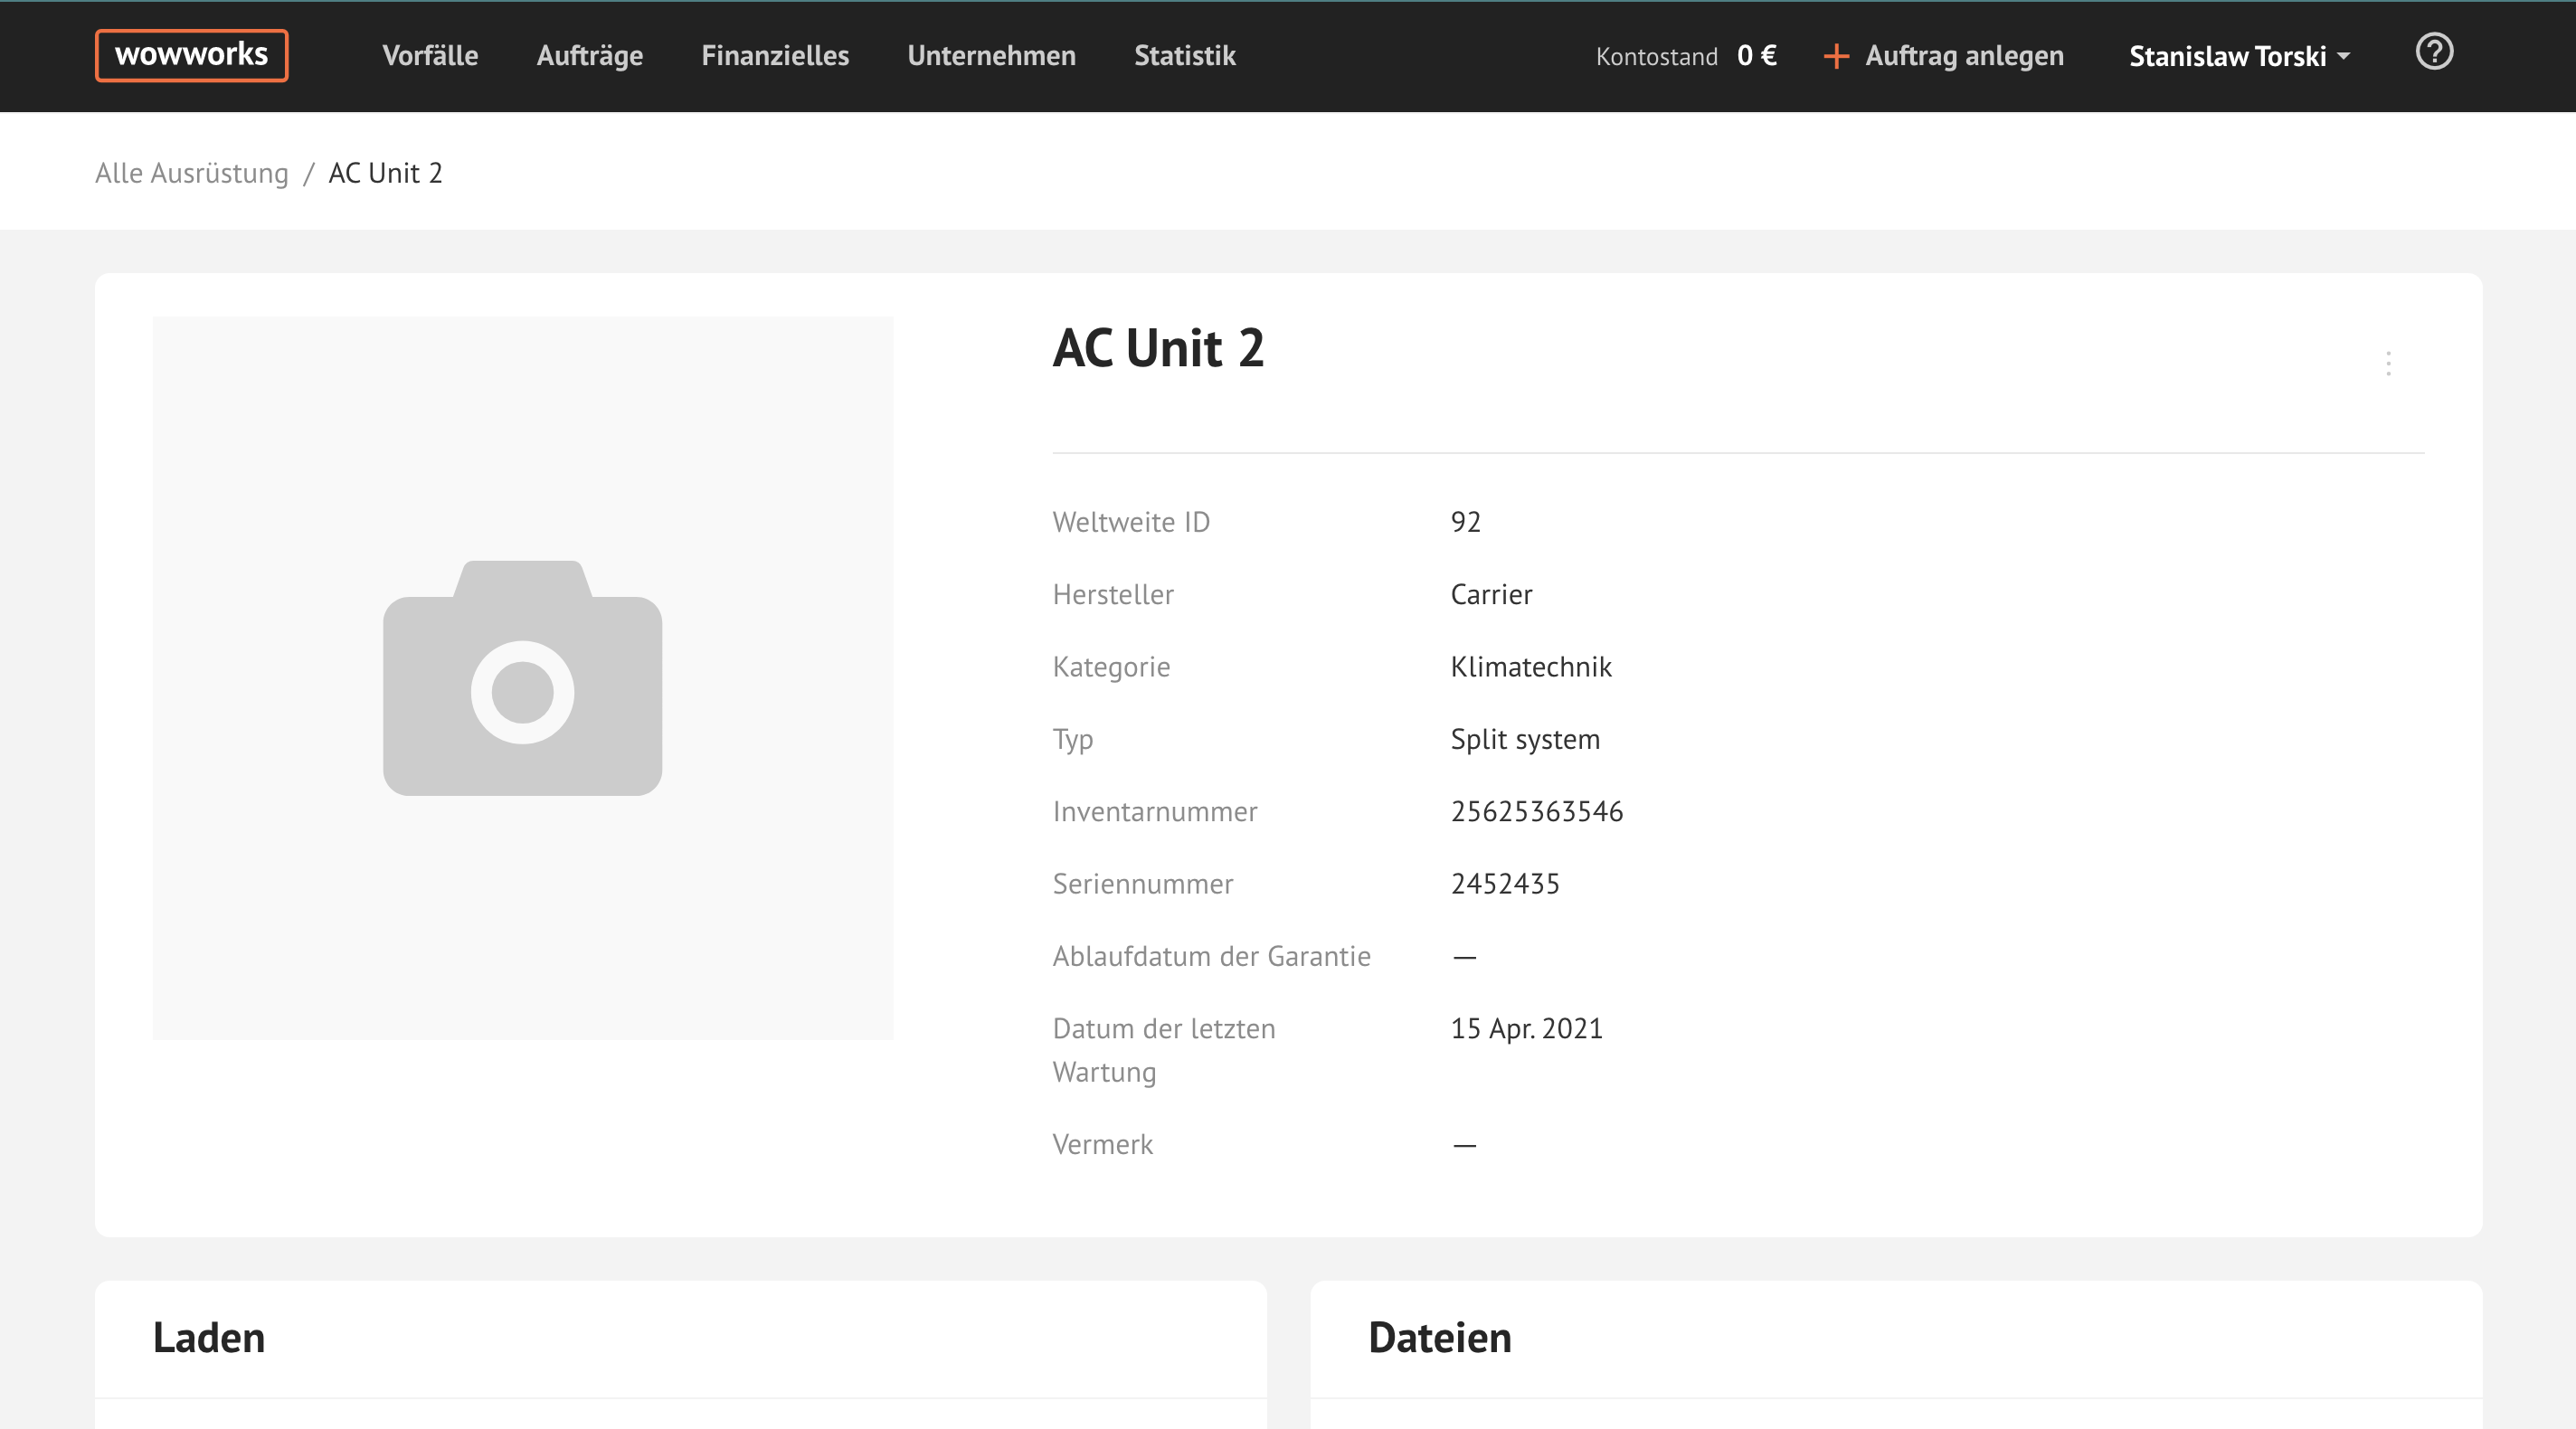 wowworks Vorfälle Aufträge Finanzielles Unternehmen Statistik Kontostand 0 € + Auftrag anlegen Stanislaw Torski ?
Alle Ausrüstung / AC Unit 2
AC Unit 2
Weltweite ID 92
Hersteller Carrier
Kategorie Klimatechnik
Typ Split system
Inventarnummer 25625363546
Seriennummer 2452435
Ablaufdatum der Garantie —
Datum der letzten 15 Apr. 2021
Wartung
Vermerk —
Laden Dateien